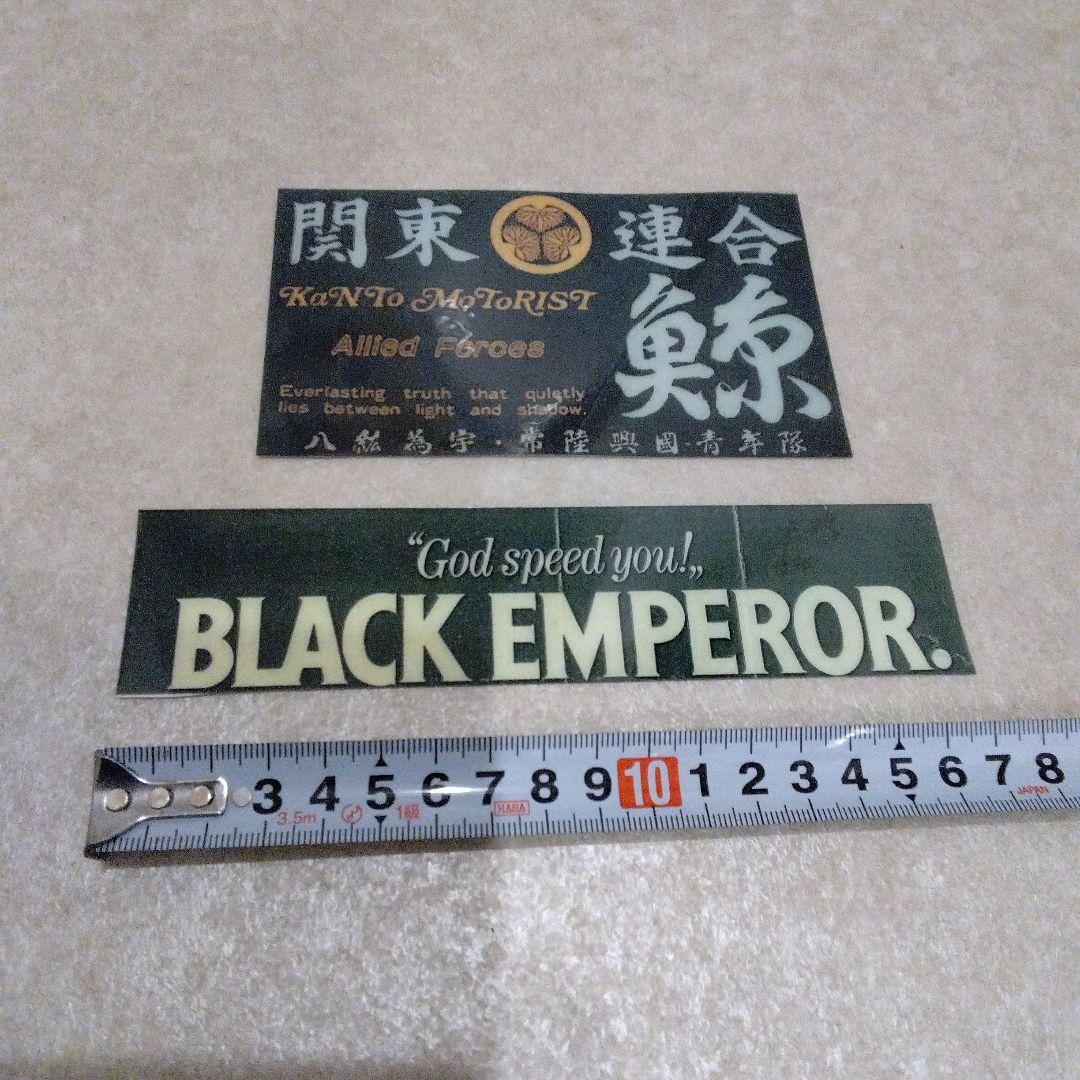 関東 連合
KaNTo MoToRIST
鯨
Allied Forces
Everlasting truth that quietly
lies between light and shadow.
八紘為宇・常陸興國・青年隊
“God speed you!„
BLACK EMPEROR.
3 4 5 6 7 8 9 10 1 2 3 4 5 6 7 8
3.5m 1級 HARA JAPAN